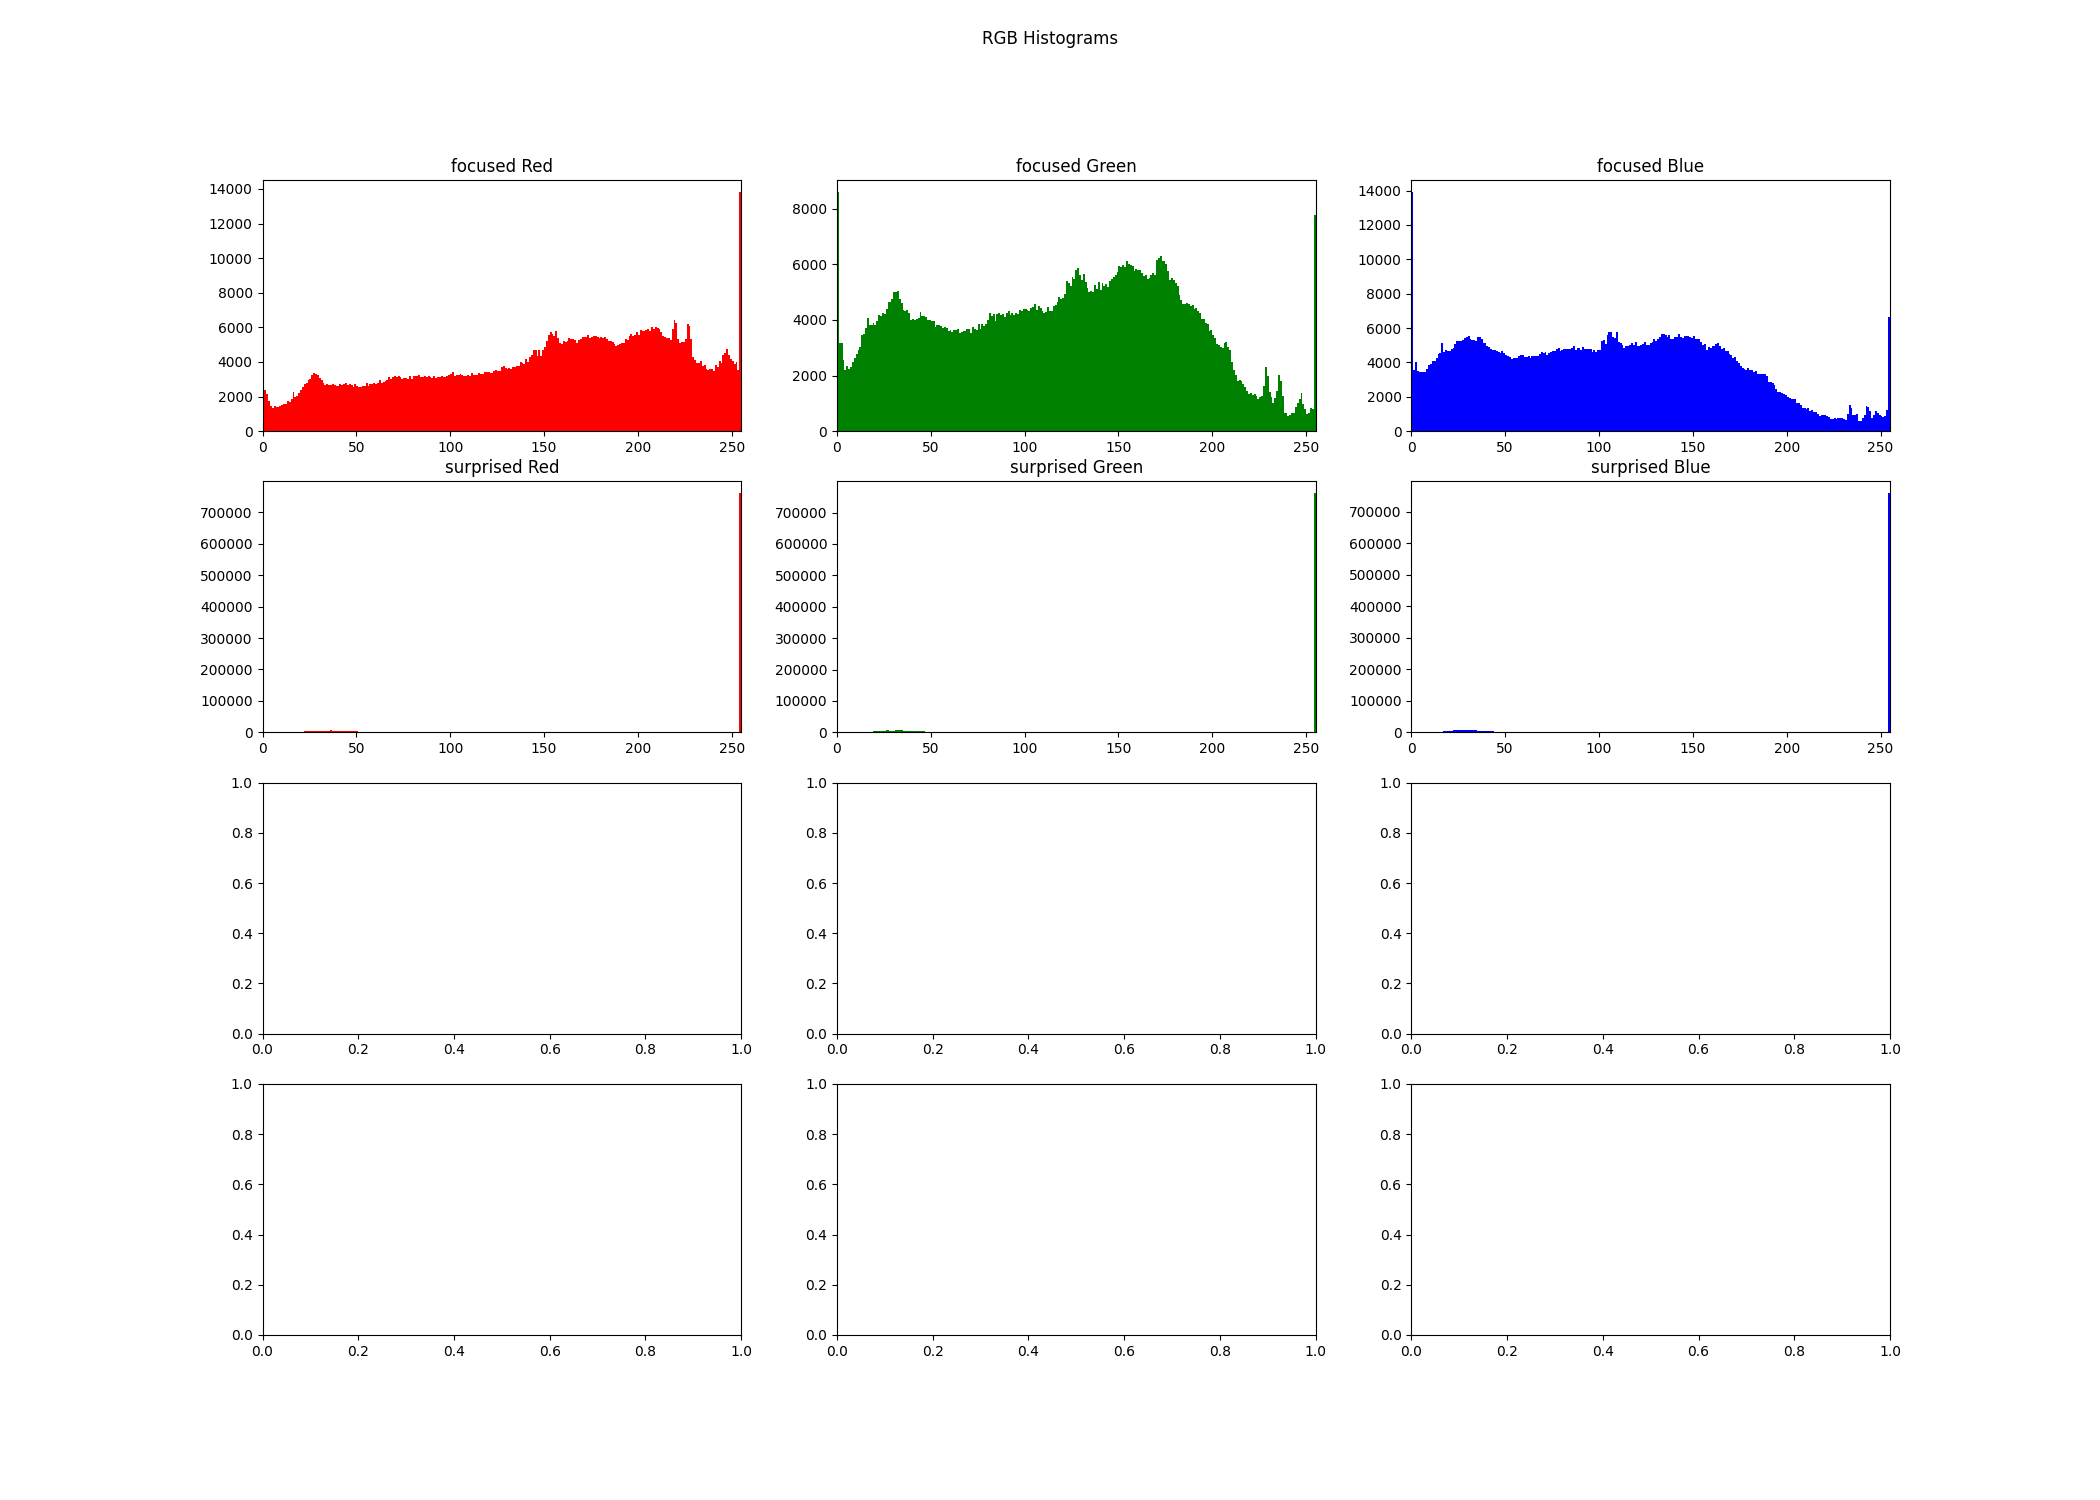 RGB Histograms
focused Red focused Green focused Blue
14000 8000 14000
12000 12000
10000 6000 10000
8000 8000
6000 4000 6000
4000 2000 4000
2000 2000
0 0 0
0 50 100 150 200 250 0 50 100 150 200 250 0 50 100 150 200 250
surprised Red surprised Green surprised Blue
700000 700000 700000
600000 600000 600000
500000 500000 500000
400000 400000 400000
300000 300000 300000
200000 200000 200000
100000 100000 100000
0 0 0
0 50 100 150 200 250 0 50 100 150 200 250 0 50 100 150 200 250
1.0 1.0 1.0
0.8 0.8 0.8
0.6 0.6 0.6
0.4 0.4 0.4
0.2 0.2 0.2
0.0 0.0 0.0
0.0 0.2 0.4 0.6 0.8 1.0 0.0 0.2 0.4 0.6 0.8 1.0 0.0 0.2 0.4 0.6 0.8 1.0
1.0 1.0 1.0
0.8 0.8 0.8
0.6 0.6 0.6
0.4 0.4 0.4
0.2 0.2 0.2
0.0 0.0 0.0
0.0 0.2 0.4 0.6 0.8 1.0 0.0 0.2 0.4 0.6 0.8 1.0 0.0 0.2 0.4 0.6 0.8 1.0